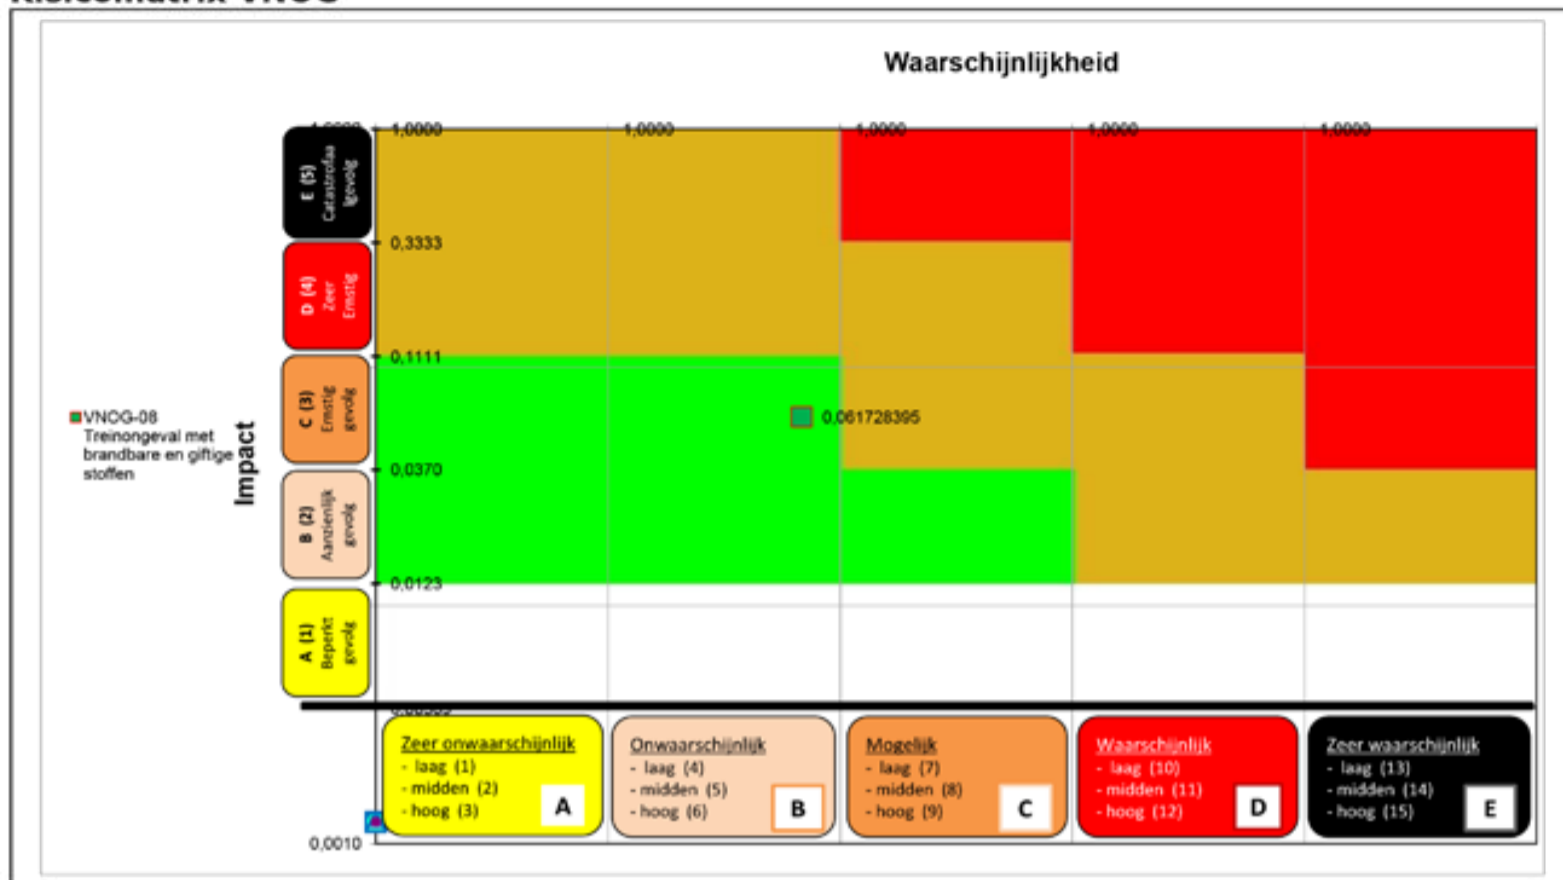 Risicomatrix VNOG
Waarschijnlijkheid
1,0000
1,0000
1,0000
1,0000
1,0000
E (5)
Catastrofaa
lgevolg
0,3333
D (4)
Zeer
Ernstig
0,1111
C (3)
Ernstig
gevolg
VNOG-08
Treinongeval met
brandbare en giftige
stoffen
Impact
0,061728395
0,0370
B (2)
Aanzienlijk
gevolg
0,0123
A (1)
Beperkt
gevolg
Zeer onwaarschijnlijk
- laag (1)
- midden (2)
- hoog (3)
A
Onwaarschijnlijk
- laag (4)
- midden (5)
- hoog (6)
B
Mogelijk
- laag (7)
- midden (8)
- hoog (9)
C
Waarschijnlijk
- laag (10)
- midden (11)
- hoog (12)
D
Zeer waarschijnlijk
- laag (13)
- midden (14)
- hoog (15)
E
0,0010